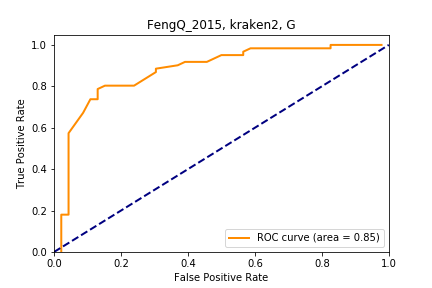 FengQ_2015, kraken2, G
True Positive Rate
1.0
0.8
0.6
0.4
0.2
0.0
ROC curve (area = 0.85)
0.0 0.2 0.4 0.6 0.8 1.0
False Positive Rate